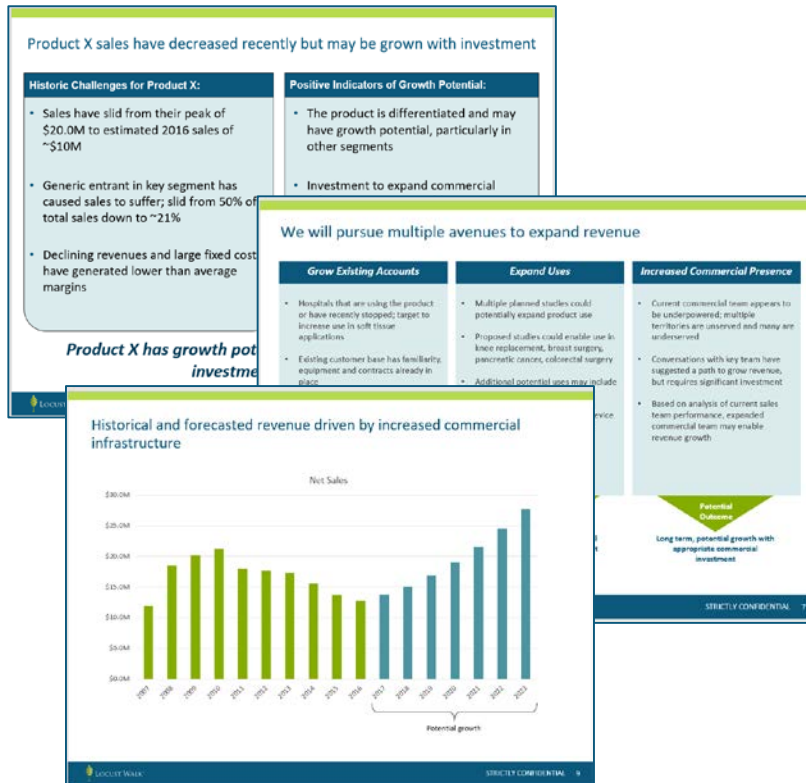 Product X sales have decreased recently but may be grown with investment
Historic Challenges for Product X:
• Sales have slid from their peak of
$20.0M to estimated 2016 sales of
~$10M
• Generic entrant in key segment has
caused sales to suffer; slid from 50% of
total sales down to ~21%
• Declining revenues and large fixed cost
have generated lower than average
margins
Positive Indicators of Growth Potential:
• The product is differentiated and may
have growth potential, particularly in
other segments
• Investment to expand commercial
Product X has growth pot
investme
LOCUST
We will pursue multiple avenues to expand revenue
Grow Existing Accounts
• Hospitals that are using the product
or have recently stopped; target to
increase use in soft tissue
applications
• Existing customer base has familiarity,
equipment and contracts already in
place
Expand Uses
• Multiple planned studies could
potentially expand product use
• Proposed studies could enable use in
knee replacement, breast surgery,
pancreatic cancer, colorectal surgery
• Additional potential uses may include
evice
Increased Commercial Presence
• Current commercial team appears to
be underpowered; multiple
territories are unserved and many are
underserved
• Conversations with key team have
suggested a path to grow revenue,
but requires significant investment
• Based on analysis of current sales
team performance, expanded
commercial team may enable
revenue growth
Potential
Outcome
Long term, potential growth with
appropriate commercial
investment
STRICTLY CONFIDENTIAL 7
Historical and forecasted revenue driven by increased commercial
infrastructure
Net Sales
$30.0M
$25.0M
$20.0M
$15.0M
$10.0M
$5.0M
$0.0M
2007 2008 2009 2010 2011 2012 2013 2014 2015 2016 2017 2018 2019 2020 2021 2022 2023
Potential growth
LOCUST WALK
STRICTLY CONFIDENTIAL 9